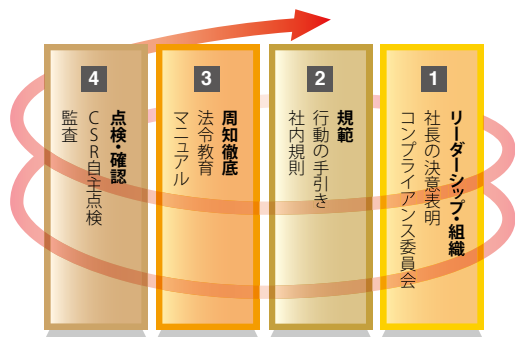 1
リーダーシップ・組織
社長の決意表明
コンプライアンス委員会
2
規範
行動の手引き
社内規則
3
周知徹底
法令教育
マニュアル
4
点検・確認
CSR自主点検
監査